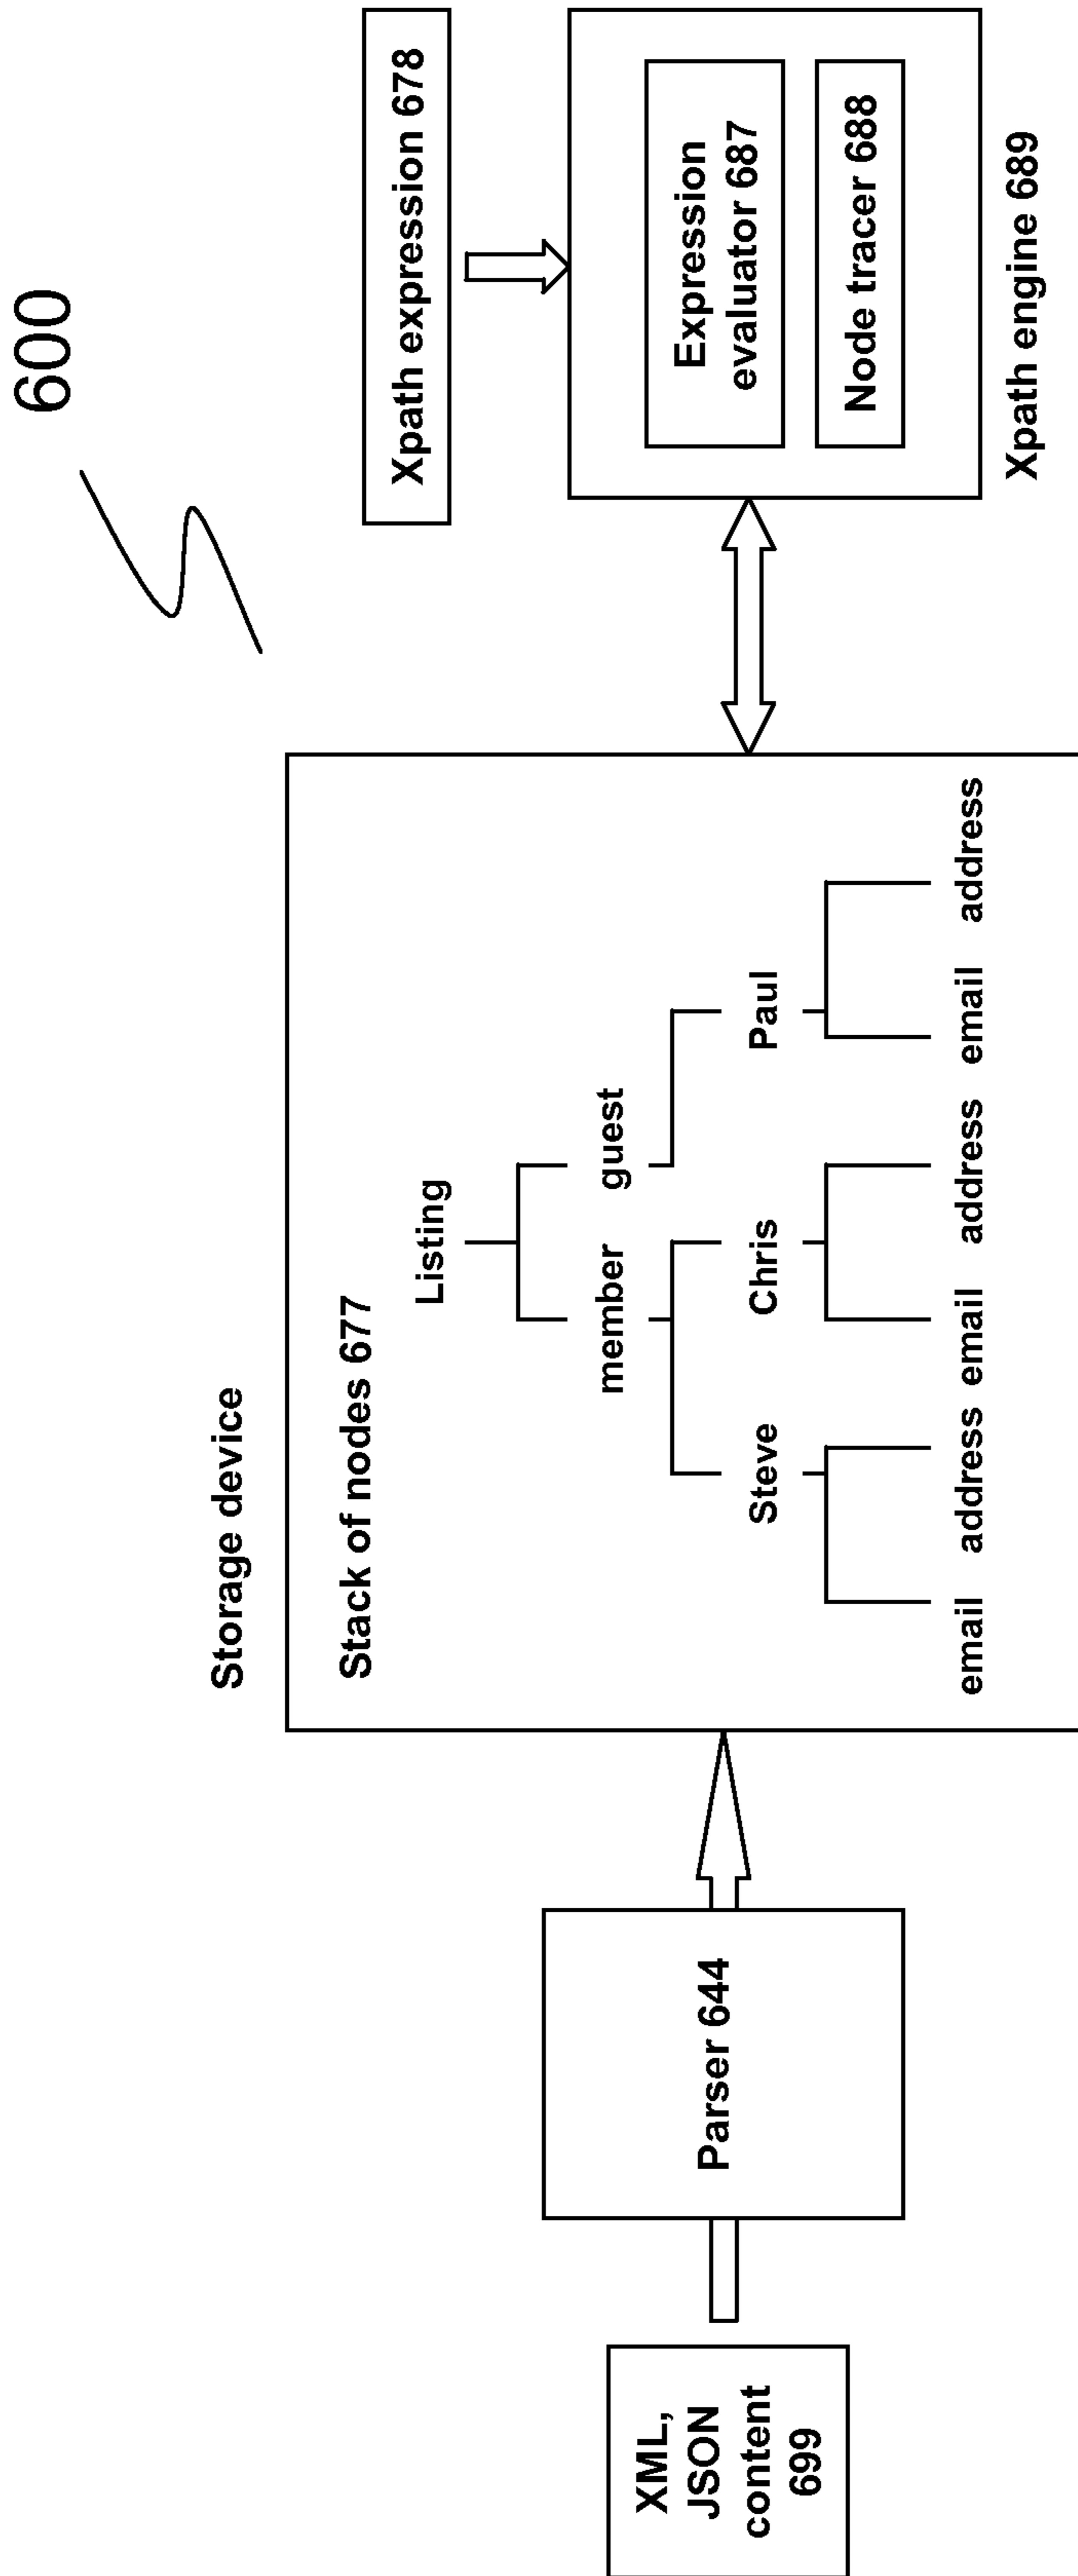 600
Storage device
Stack of nodes 677
Listing
member guest
Steve Chris Paul
email address email address email address
XML,
JSON
content
699
Parser 644
Xpath expression 678
Expression
evaluator 687
Node tracer 688
Xpath engine 689